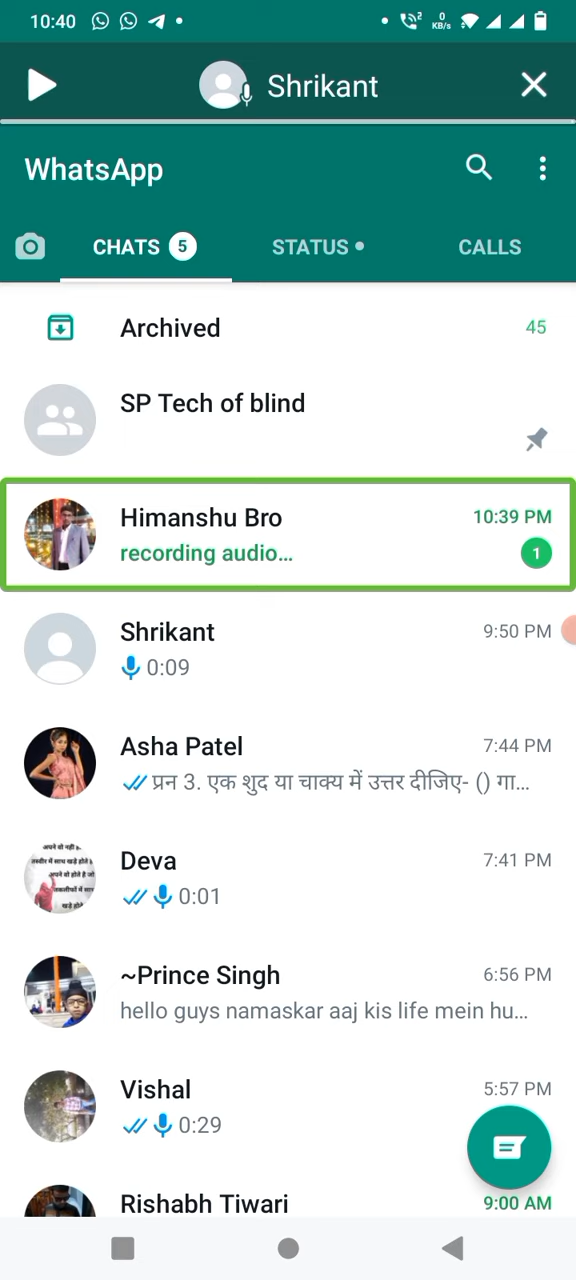 10:40
2
0
KB/s
Shrikant
WhatsApp
CHATS 5
STATUS
CALLS
Archived
45
SP Tech of blind
Himanshu Bro
10:39 PM
recording audio...
1
Shrikant
9:50 PM
0:09
Asha Patel
7:44 PM
प्रन 3. एक शुद या चाक्य में उत्तर दीजिए- () गा...
Deva
7:41 PM
0:01
~Prince Singh
6:56 PM
hello guys namaskar aaj kis life mein hu...
Vishal
5:57 PM
0:29
Rishabh Tiwari
9:00 AM